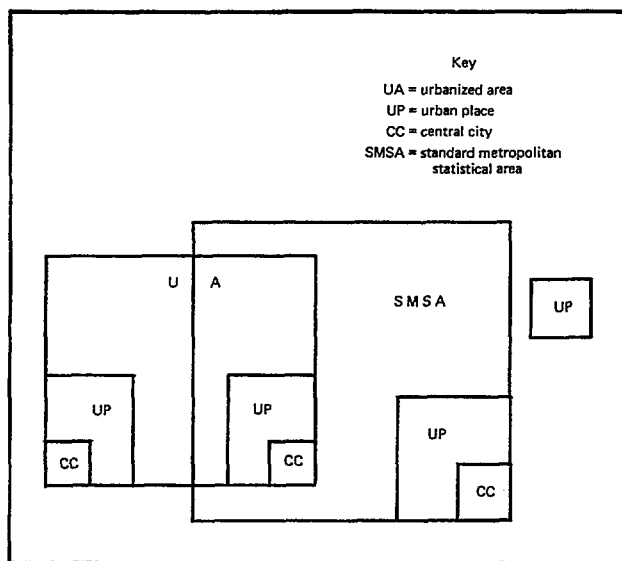 Key
UA = urbanized area
UP = urban place
CC = central city
SMSA = standard metropolitan
statistical area
U A
SMSA
UP
UP
UP
UP
CC
CC
CC